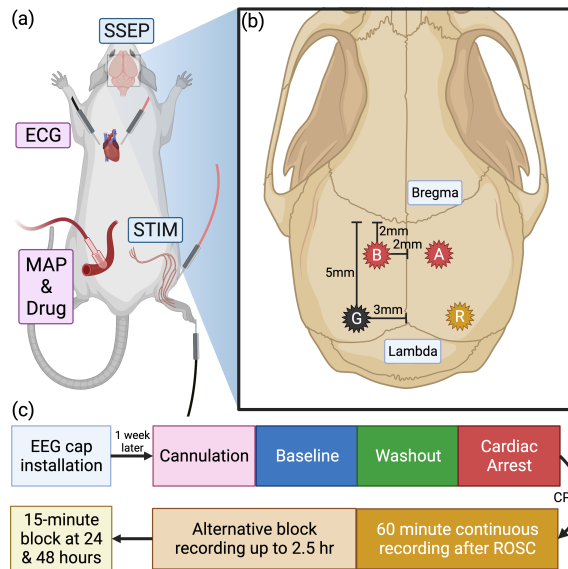 (a)
SSEP
ECG
STIM
MAP
&
Drug
(b)
Bregma
2mm
2mm
B
A
5mm
3mm
G
R
Lambda
(c)
EEG cap
installation
1 week
later
Cannulation
Baseline
Washout
Cardiac
Arrest
15-minute
block at 24
& 48 hours
Alternative block
recording up to 2.5 hr
60 minute continuous
recording after ROSC